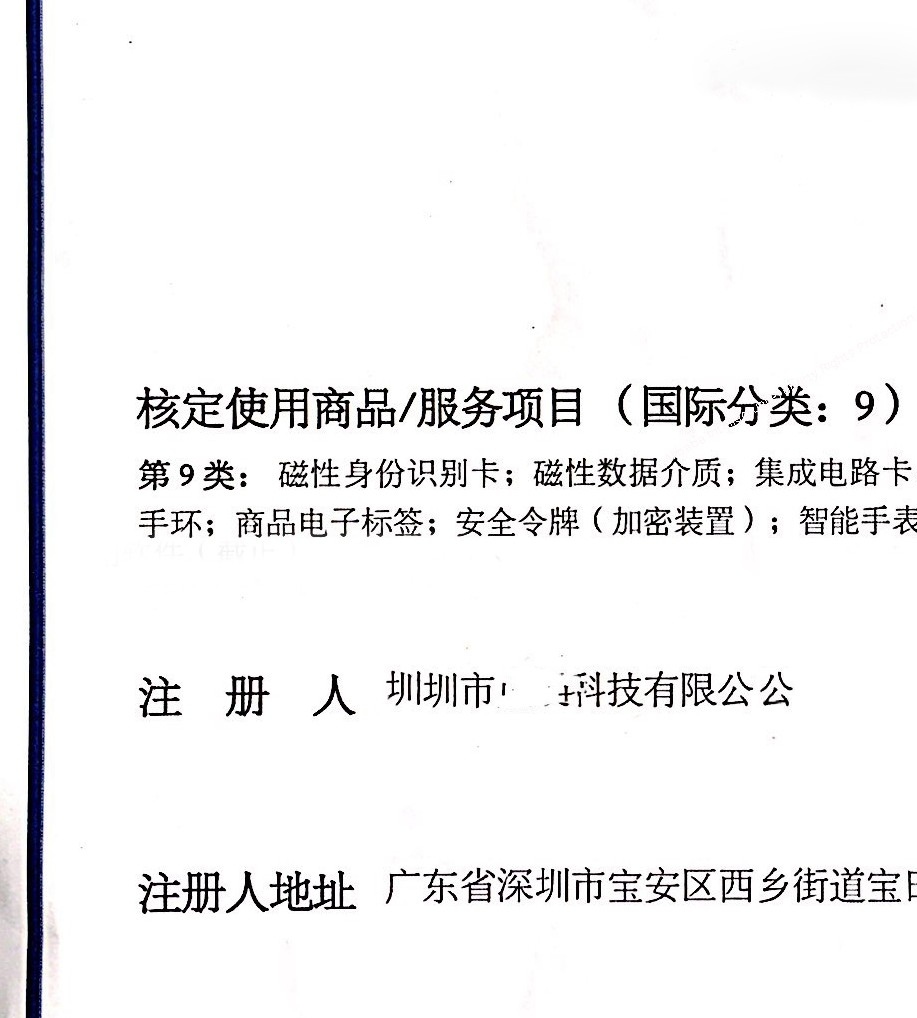 核定使用商品/服务项目（国际分类：9）
第9类：磁性身份识别卡；磁性数据介质；集成电路卡
手环；商品电子标签；安全令牌（加密装置）；智能手表
注 册 人 圳圳市 科技有限公公
注册人地址 广东省深圳市宝安区西乡街道宝